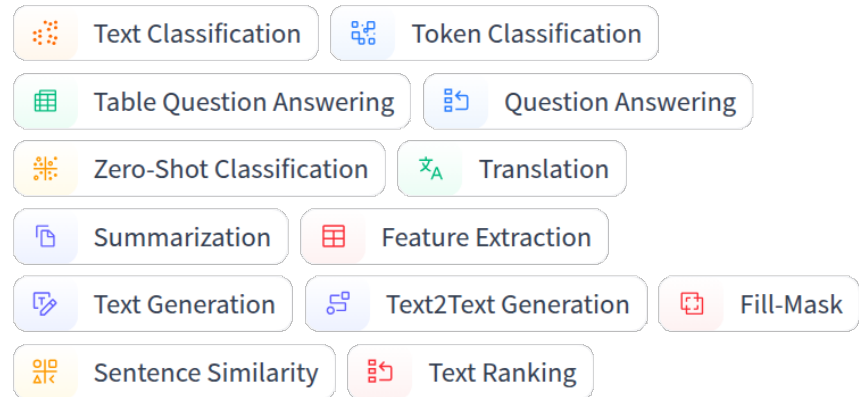 Text Classification Token Classification
Table Question Answering Question Answering
Zero-Shot Classification Translation
Summarization Feature Extraction
Text Generation Text2Text Generation Fill-Mask
Sentence Similarity Text Ranking